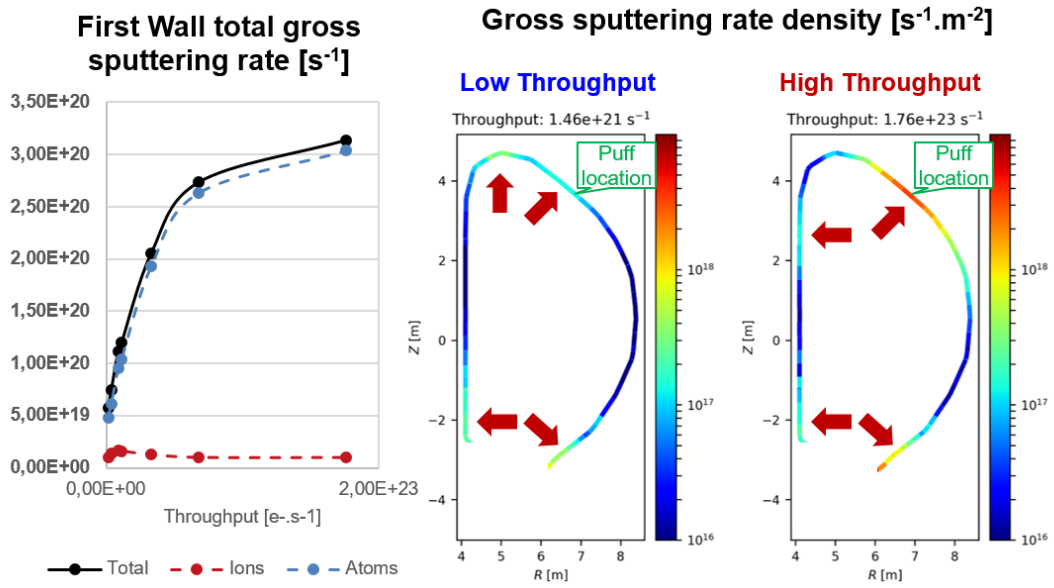 First Wall total gross
sputtering rate [s-1]
3,50E+20
3,00E+20
2,50E+20
2,00E+20
1,50E+20
1,00E+20
5,00E+19
0,00E+00
0,00E+00 2,00E+23
Throughput [e-.s-1]
Total Ions Atoms
Gross sputtering rate density [s-1.m-2]
Low Throughput
Throughput: 1.46e+21 s−1
Puff
location
4
2
0
−2
−4
Z [m]
4 5 6 7 8
R [m]
10^18
10^17
10^16
High Throughput
Throughput: 1.76e+23 s−1
Puff
location
4
2
0
−2
−4
Z [m]
4 5 6 7 8
R [m]
10^18
10^17
10^16